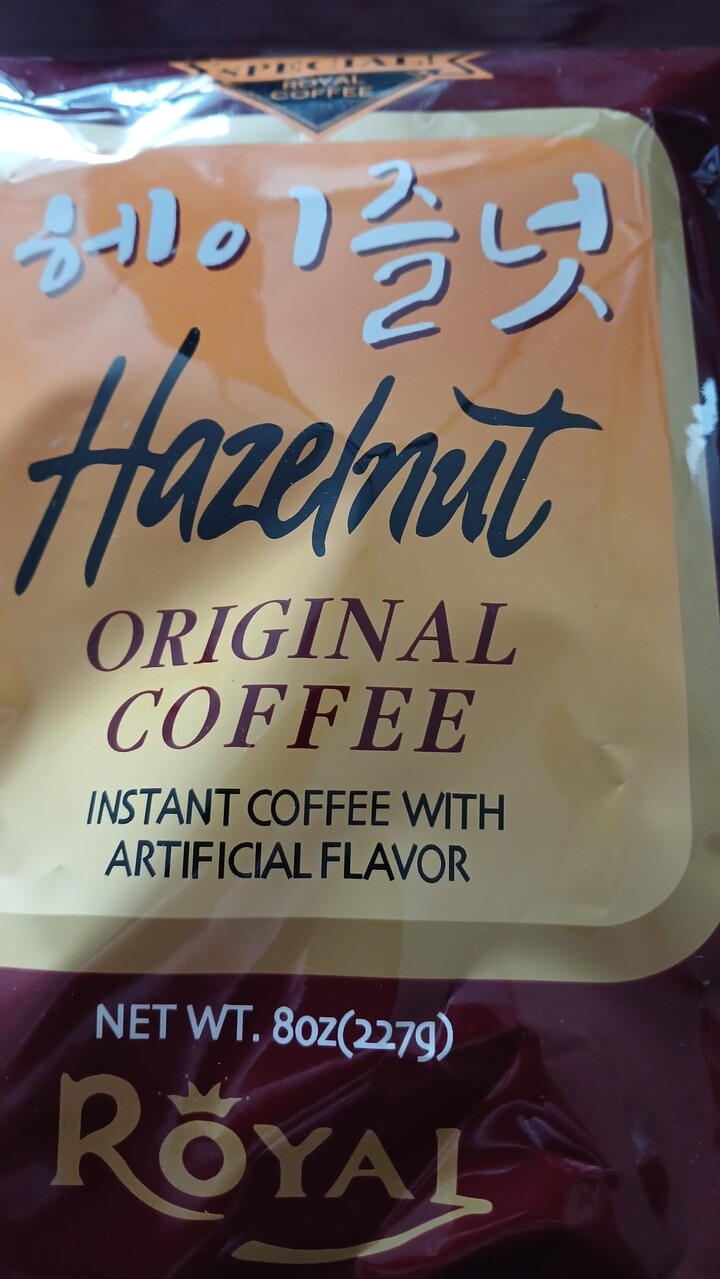 SPECIAL
ROYAL
COFFEE
헤이즐넛
Hazelnut
ORIGINAL
COFFEE
INSTANT COFFEE WITH
ARTIFICIAL FLAVOR
NET WT. 8oz(227g)
ROYAL